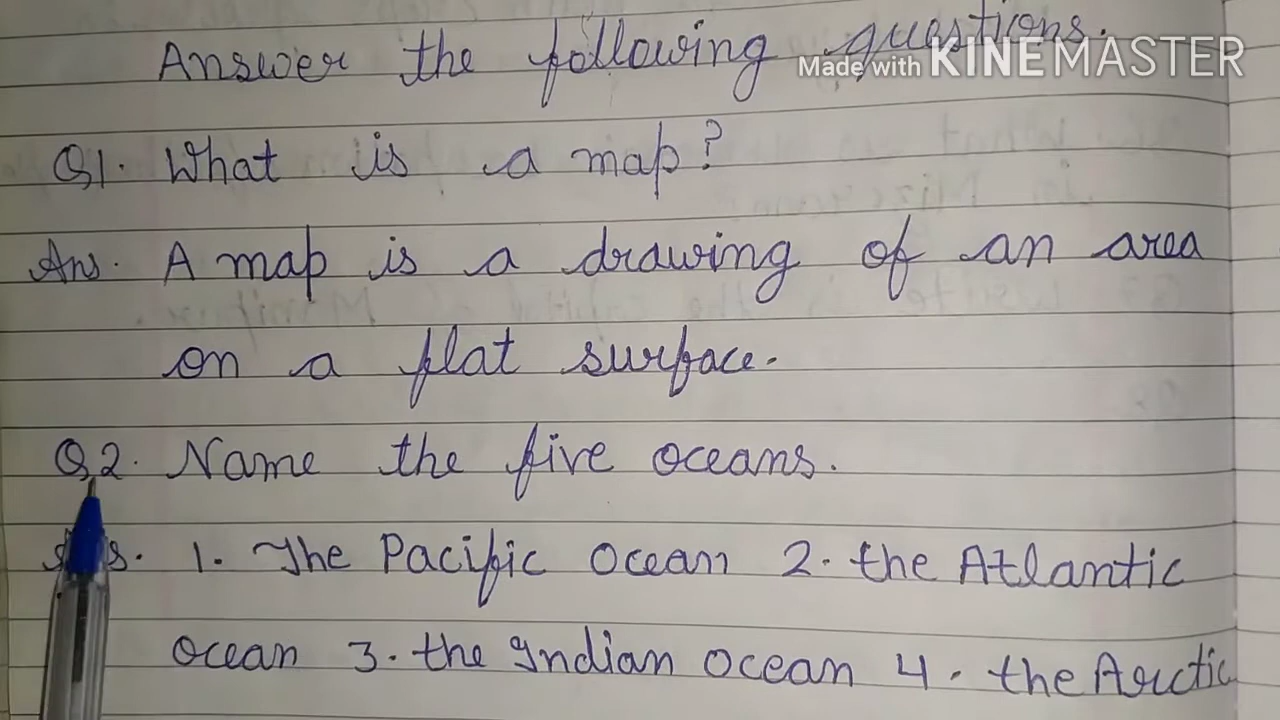 Answer the following questions.
Made with KINEMASTER
Q1. What is a map?
Ans. A map is a drawing of an area
on a flat surface.
Q2. Name the five oceans.
Ans. 1. The Pacific Ocean 2. the Atlantic
Ocean 3. the Indian Ocean 4. the Arctic